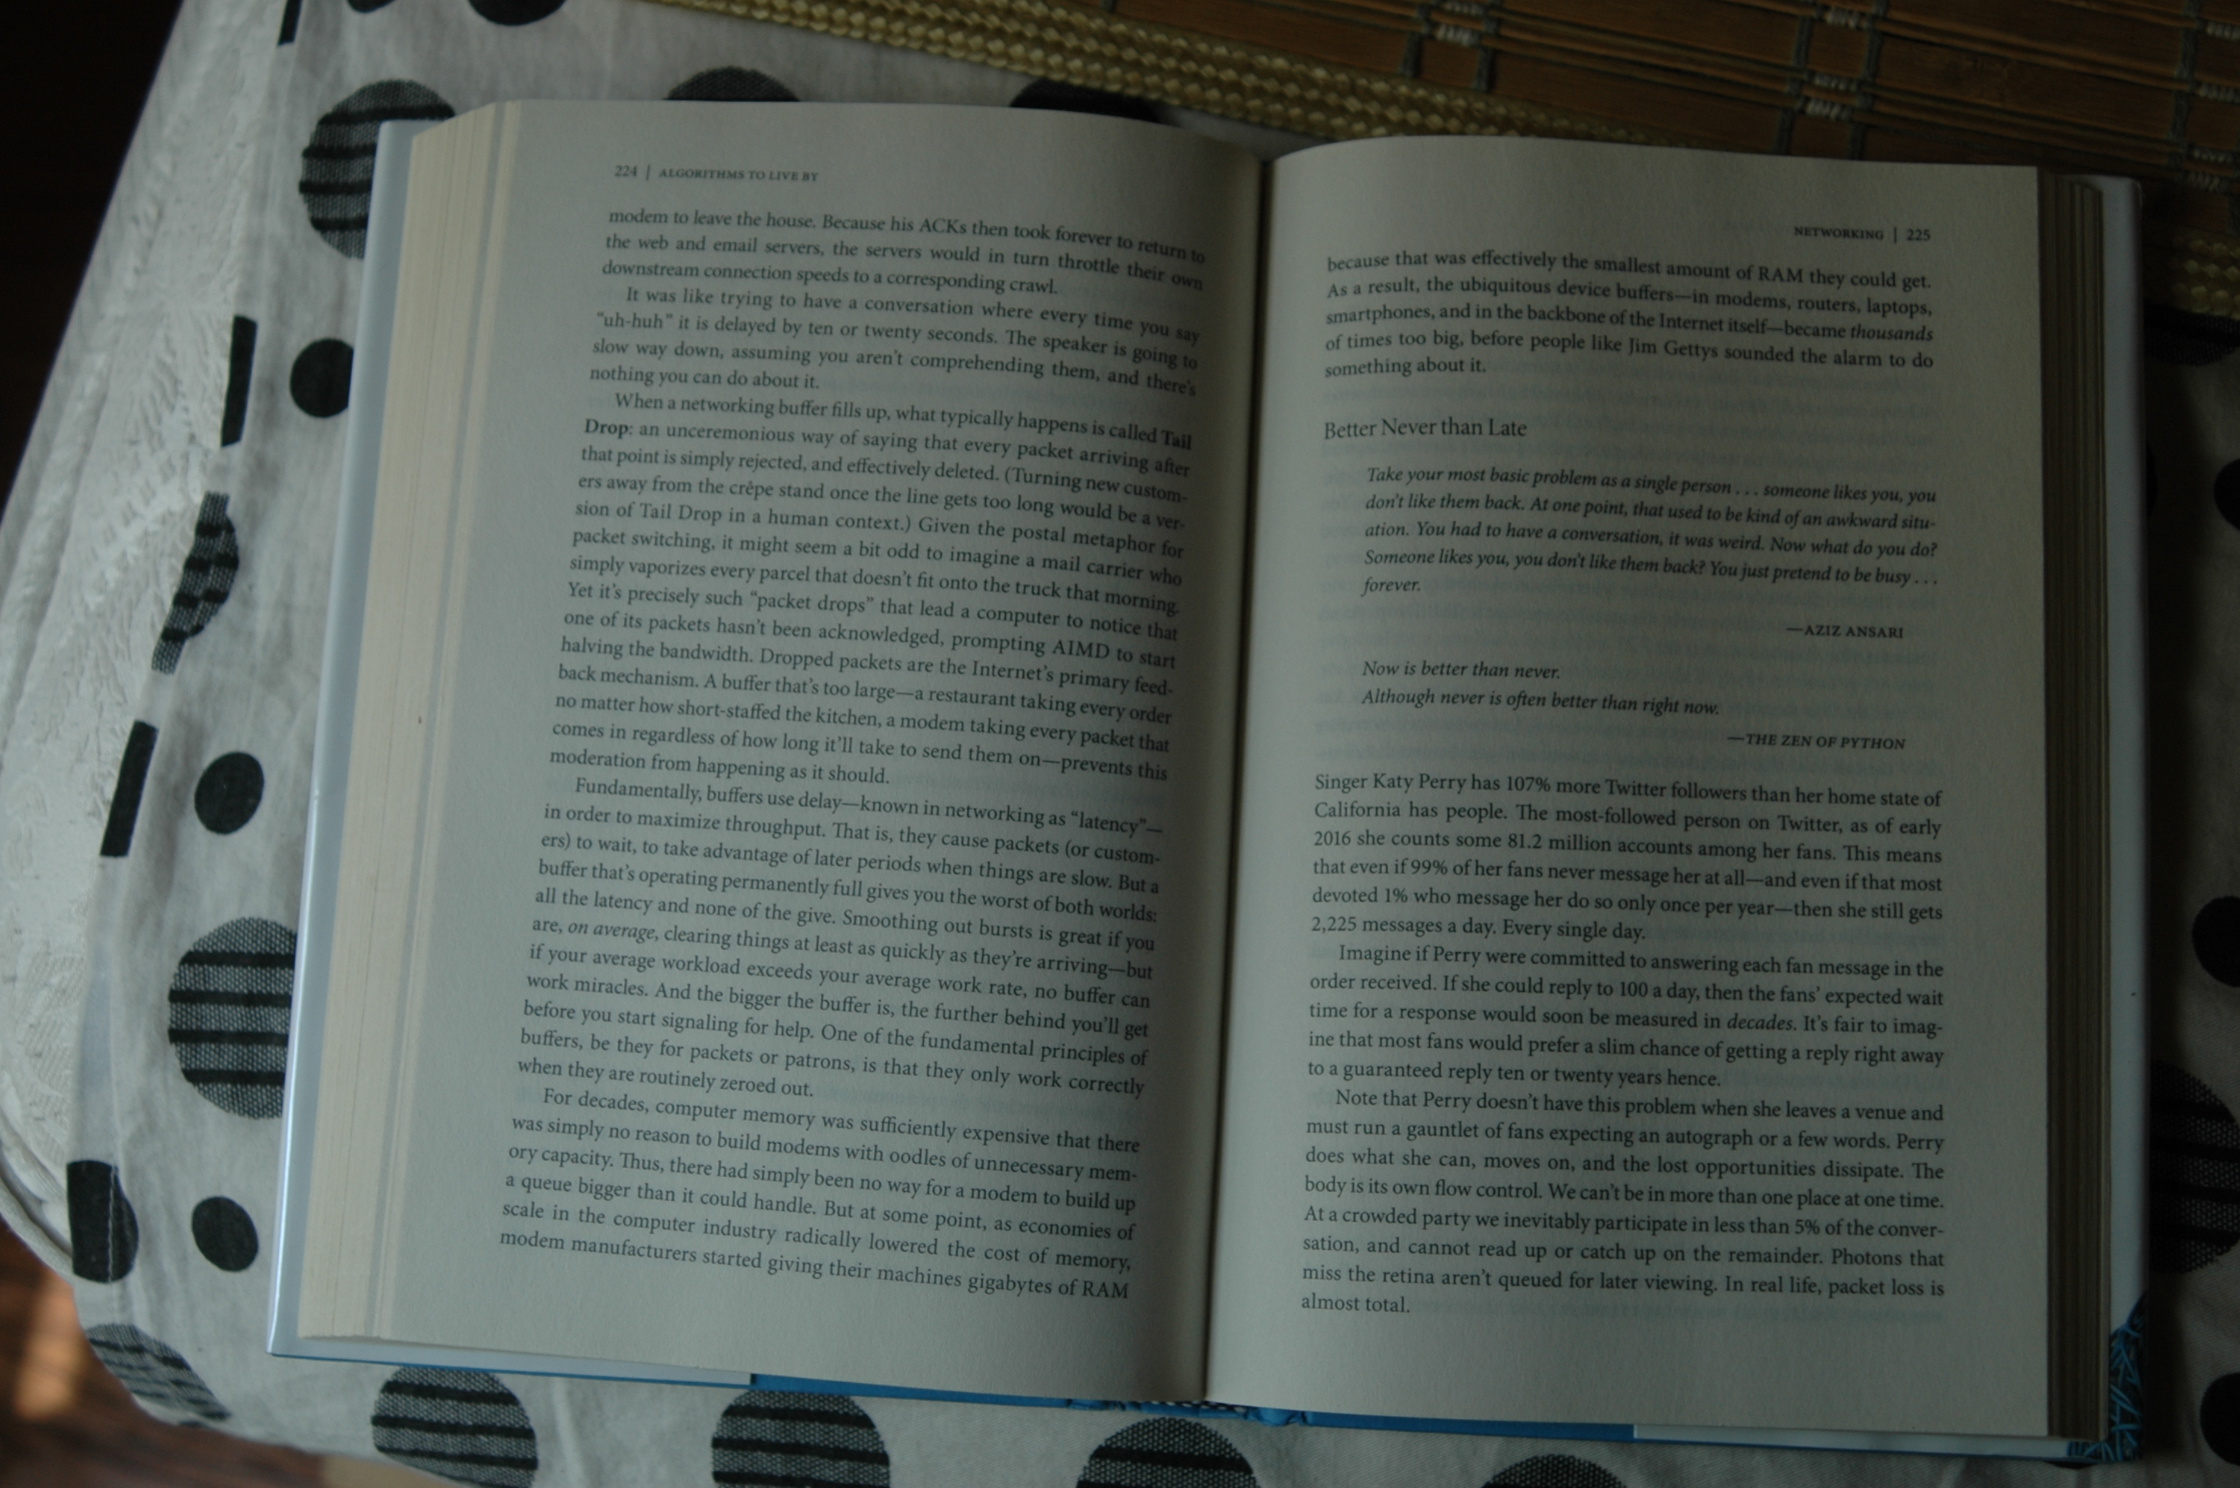 224 | ALGORITHMS TO LIVE BY
modem to leave the house. Because his ACKs then took forever to return to
the web and email servers, the servers would in turn throttle their own
downstream connection speeds to a corresponding crawl.
It was like trying to have a conversation where every time you say
“uh-huh” it is delayed by ten or twenty seconds. The speaker is going to
slow way down, assuming you aren’t comprehending them, and there’s
nothing you can do about it.
When a networking buffer fills up, what typically happens is called Tail
Drop: an unceremonious way of saying that every packet arriving after
that point is simply rejected, and effectively deleted. (Turning new custom-
ers away from the crêpe stand once the line gets too long would be a ver-
sion of Tail Drop in a human context.) Given the postal metaphor for
packet switching, it might seem a bit odd to imagine a mail carrier who
simply vaporizes every parcel that doesn’t fit onto the truck that morning.
Yet it’s precisely such “packet drops” that lead a computer to notice that
one of its packets hasn’t been acknowledged, prompting AIMD to start
halving the bandwidth. Dropped packets are the Internet’s primary feed-
back mechanism. A buffer that’s too large—a restaurant taking every order
no matter how short-staffed the kitchen, a modem taking every packet that
comes in regardless of how long it’ll take to send them on—prevents this
moderation from happening as it should.
Fundamentally, buffers use delay—known in networking as “latency”—
in order to maximize throughput. That is, they cause packets (or custom-
ers) to wait, to take advantage of later periods when things are slow. But a
buffer that’s operating permanently full gives you the worst of both worlds:
all the latency and none of the give. Smoothing out bursts is great if you
are, on average, clearing things at least as quickly as they’re arriving—but
if your average workload exceeds your average work rate, no buffer can
work miracles. And the bigger the buffer is, the further behind you’ll get
before you start signaling for help. One of the fundamental principles of
buffers, be they for packets or patrons, is that they only work correctly
when they are routinely zeroed out.
For decades, computer memory was sufficiently expensive that there
was simply no reason to build modems with oodles of unnecessary mem-
ory capacity. Thus, there had simply been no way for a modem to build up
a queue bigger than it could handle. But at some point, as economies of
scale in the computer industry radically lowered the cost of memory,
modem manufacturers started giving their machines gigabytes of RAM
NETWORKING | 225
because that was effectively the smallest amount of RAM they could get.
As a result, the ubiquitous device buffers—in modems, routers, laptops,
smartphones, and in the backbone of the Internet itself—became thousands
of times too big, before people like Jim Gettys sounded the alarm to do
something about it.
Better Never than Late
Take your most basic problem as a single person . . . someone likes you, you
don’t like them back. At one point, that used to be kind of an awkward situ-
ation. You had to have a conversation, it was weird. Now what do you do?
Someone likes you, you don’t like them back? You just pretend to be busy . . .
forever.
—AZIZ ANSARI
Now is better than never.
Although never is often better than right now.
—THE ZEN OF PYTHON
Singer Katy Perry has 107% more Twitter followers than her home state of
California has people. The most-followed person on Twitter, as of early
2016 she counts some 81.2 million accounts among her fans. This means
that even if 99% of her fans never message her at all—and even if that most
devoted 1% who message her do so only once per year—then she still gets
2,225 messages a day. Every single day.
Imagine if Perry were committed to answering each fan message in the
order received. If she could reply to 100 a day, then the fans’ expected wait
time for a response would soon be measured in decades. It’s fair to imag-
ine that most fans would prefer a slim chance of getting a reply right away
to a guaranteed reply ten or twenty years hence.
Note that Perry doesn’t have this problem when she leaves a venue and
must run a gauntlet of fans expecting an autograph or a few words. Perry
does what she can, moves on, and the lost opportunities dissipate. The
body is its own flow control. We can’t be in more than one place at one time.
At a crowded party we inevitably participate in less than 5% of the conver-
sation, and cannot read up or catch up on the remainder. Photons that
miss the retina aren’t queued for later viewing. In real life, packet loss is
almost total.